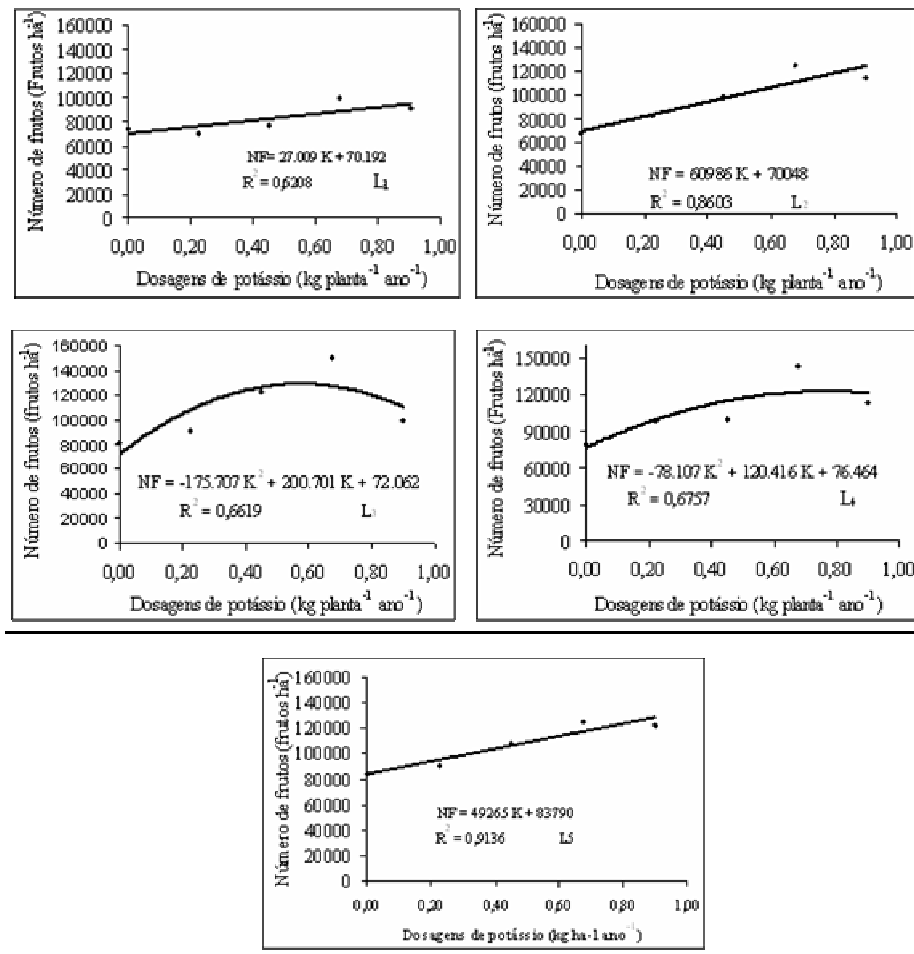 Número de frutos (Frutos ha⁻¹)
160000
140000
120000
100000
80000
60000
40000
20000
0
NF= 27.009 K + 70.192
R² = 0,6208 L₁
0,00 0,20 0,40 0,60 0,80 1,00
Dosagens de potássio (kg planta⁻¹ ano⁻¹)
Número de frutos (frutos ha⁻¹)
160000
140000
120000
100000
80000
60000
40000
20000
0
NF = 60986 K + 70048
R² = 0,8603 L₂
0,00 0,20 0,40 0,60 0,80 1,00
Dosagens de potássio (kg planta⁻¹ ano⁻¹)
Número de frutos (frutos ha⁻¹)
160000
140000
120000
100000
80000
60000
40000
20000
0
NF = -175.707 K² + 200.701 K + 72.062
R² = 0,6619 L₃
0,00 0,20 0,40 0,60 0,80 1,00
Dosagens de potássio (kg planta⁻¹ ano⁻¹)
Número de frutos (Frutos ha⁻¹)
150000
120000
90000
60000
30000
0
NF = -78.107 K² + 120.416 K + 76.464
R² = 0,6757 L₄
0,00 0,20 0,40 0,60 0,80 1,00
Dosagens de potássio (kg planta⁻¹ ano⁻¹)
Número de frutos (frutos ha⁻¹)
160000
140000
120000
100000
80000
60000
40000
20000
0
NF = 49265 K + 83790
R² = 0,9136 L5
0,00 0,20 0,40 0,60 0,80 1,00
Dosagens de potássio (kg ha-1 ano⁻¹)